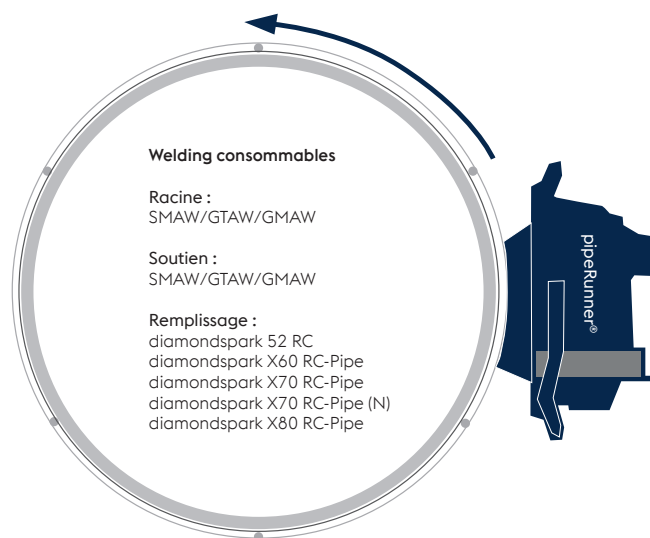 Welding consommables
Racine :
SMAW/GTAW/GMAW
Soutien :
SMAW/GTAW/GMAW
Remplissage :
diamondspark 52 RC
diamondspark X60 RC-Pipe
diamondspark X70 RC-Pipe
diamondspark X70 RC-Pipe (N)
diamondspark X80 RC-Pipe
pipeRunner®